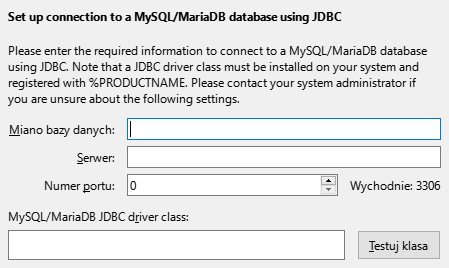 Set up connection to a MySQL/MariaDB database using JDBC
Please enter the required information to connect to a MySQL/MariaDB database
using JDBC. Note that a JDBC driver class must be installed on your system and
registered with %PRODUCTNAME. Please contact your system administrator if
you are unsure about the following settings.
Miano bazy danych:
Serwer:
Numer portu: 0 Wychodnie: 3306
MySQL/MariaDB JDBC driver class:
Testuj klasa